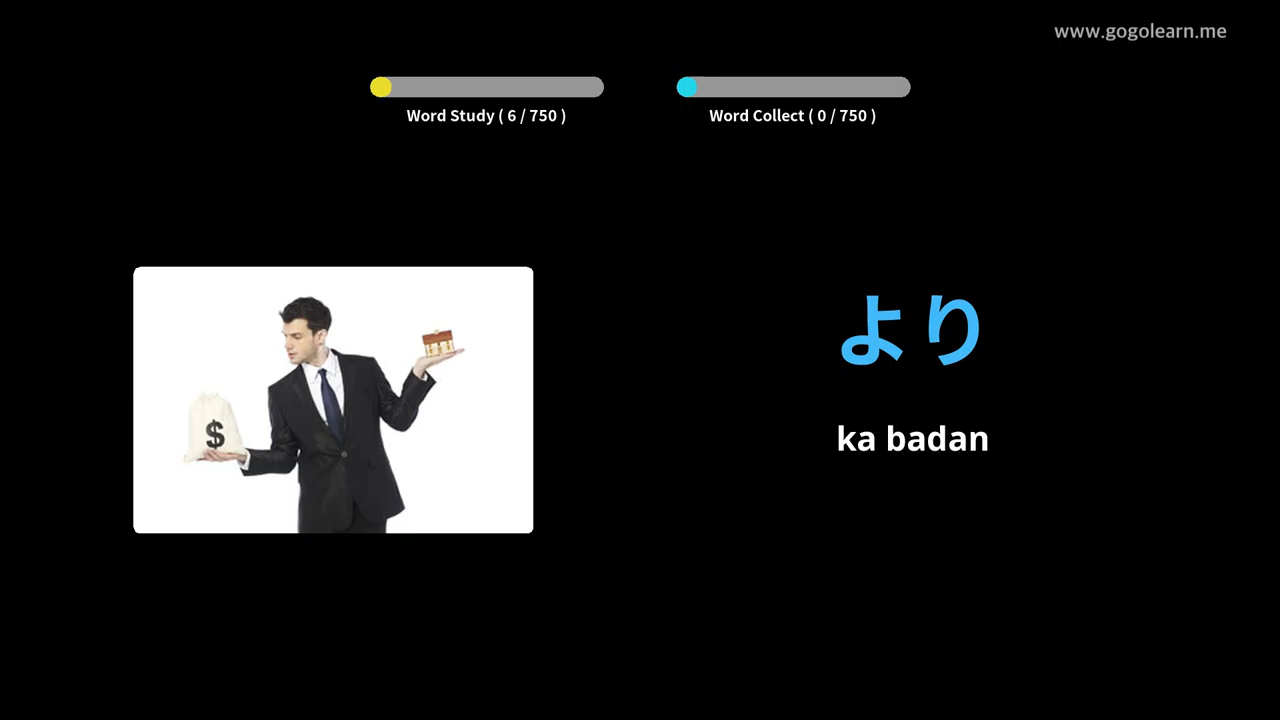 www.gogolearn.me
Word Study ( 6 / 750 )
Word Collect ( 0 / 750 )
$
より
ka badan